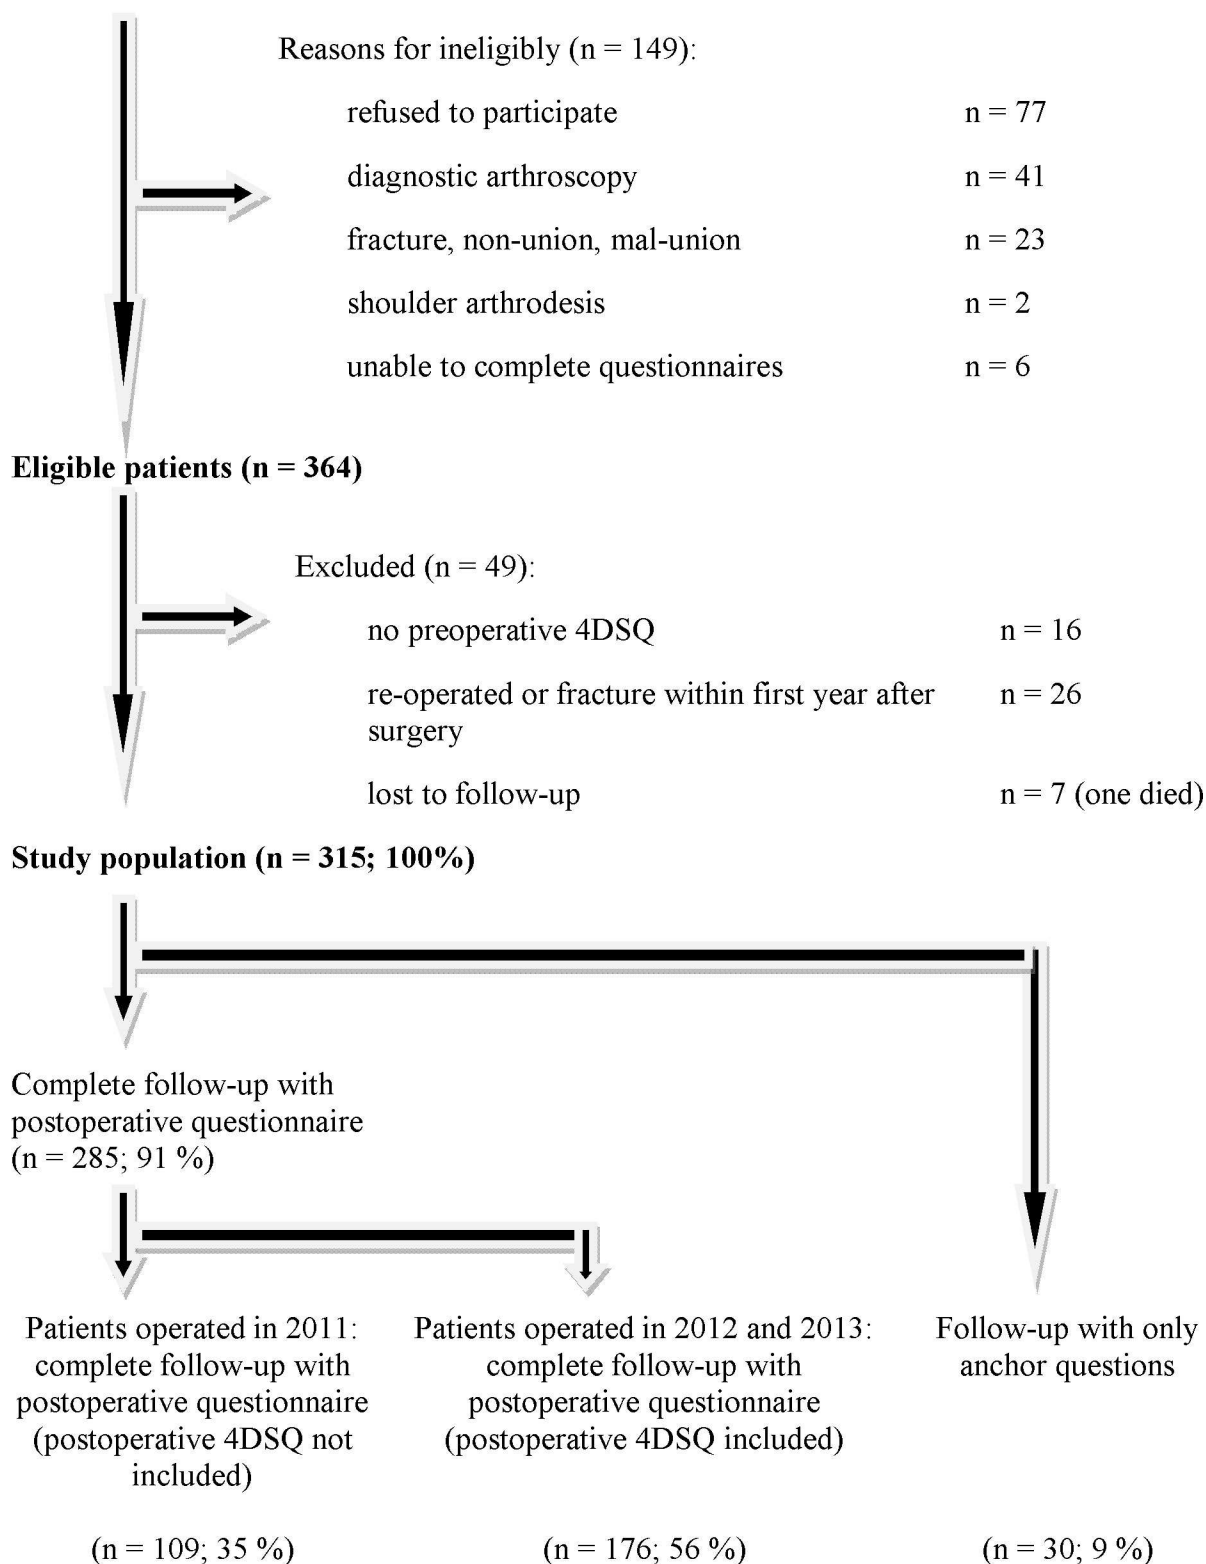 Reasons for ineligibly (n = 149):
refused to participate n = 77
diagnostic arthroscopy n = 41
fracture, non-union, mal-union n = 23
shoulder arthrodesis n = 2
unable to complete questionnaires n = 6
Eligible patients (n = 364)
Excluded (n = 49):
no preoperative 4DSQ n = 16
re-operated or fracture within first year after n = 26
surgery
lost to follow-up n = 7 (one died)
Study population (n = 315; 100%)
Complete follow-up with
postoperative questionnaire
(n = 285; 91 %)
Patients operated in 2011:
complete follow-up with
postoperative questionnaire
(postoperative 4DSQ not
included)
(n = 109; 35 %)
Patients operated in 2012 and 2013:
complete follow-up with
postoperative questionnaire
(postoperative 4DSQ included)
(n = 176; 56 %)
Follow-up with only
anchor questions
(n = 30; 9 %)